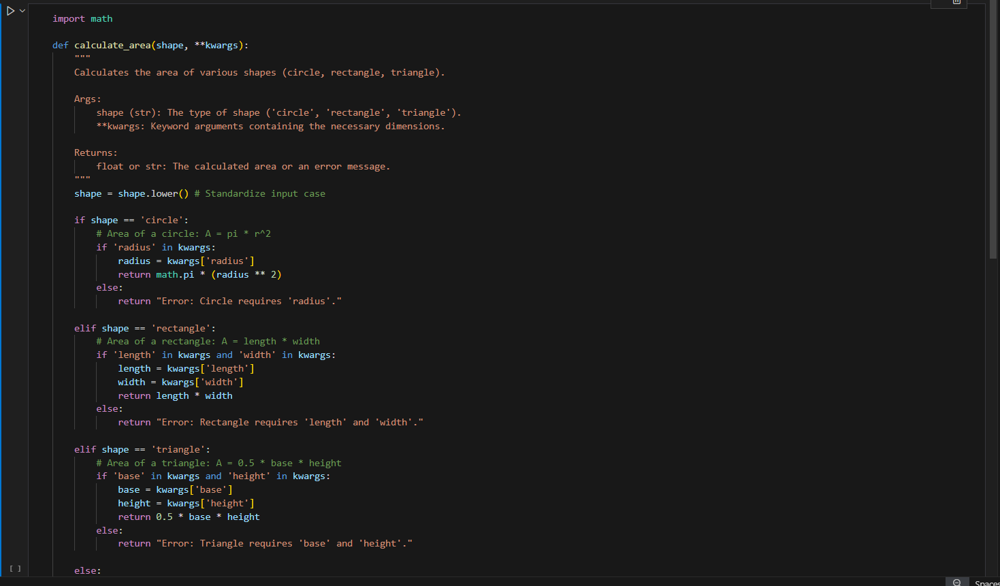 import math

def calculate_area(shape, **kwargs):
    """
    Calculates the area of various shapes (circle, rectangle, triangle).

    Args:
        shape (str): The type of shape ('circle', 'rectangle', 'triangle').
        **kwargs: Keyword arguments containing the necessary dimensions.

    Returns:
        float or str: The calculated area or an error message.
    """
    shape = shape.lower() # Standardize input case

    if shape == 'circle':
        # Area of a circle: A = pi * r^2
        if 'radius' in kwargs:
            radius = kwargs['radius']
            return math.pi * (radius ** 2)
        else:
            return "Error: Circle requires 'radius'."

    elif shape == 'rectangle':
        # Area of a rectangle: A = length * width
        if 'length' in kwargs and 'width' in kwargs:
            length = kwargs['length']
            width = kwargs['width']
            return length * width
        else:
            return "Error: Rectangle requires 'length' and 'width'."

    elif shape == 'triangle':
        # Area of a triangle: A = 0.5 * base * height
        if 'base' in kwargs and 'height' in kwargs:
            base = kwargs['base']
            height = kwargs['height']
            return 0.5 * base * height
        else:
            return "Error: Triangle requires 'base' and 'height'."

    else:
[ ]
Spaces